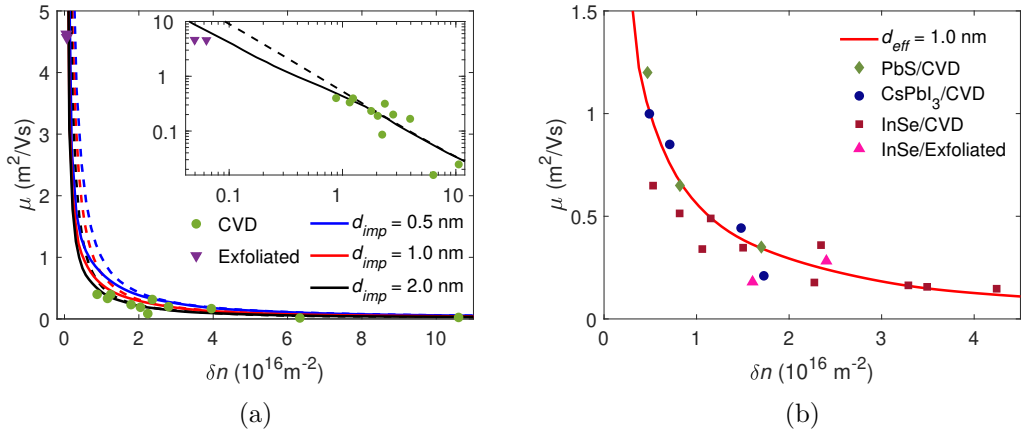 5
4
3
2
1
0
μ (m²/Vs)
0 2 4 6 8 10
δn (10¹⁶m⁻²)
10
1
0.1
0.1 1 10
CVD
Exfoliated
d_imp = 0.5 nm
d_imp = 1.0 nm
d_imp = 2.0 nm
(a)
1.5
1
0.5
0
μ (m²/Vs)
0 1 2 3 4
δn (10¹⁶ m⁻²)
d_eff = 1.0 nm
PbS/CVD
CsPbI₃/CVD
InSe/CVD
InSe/Exfoliated
(b)